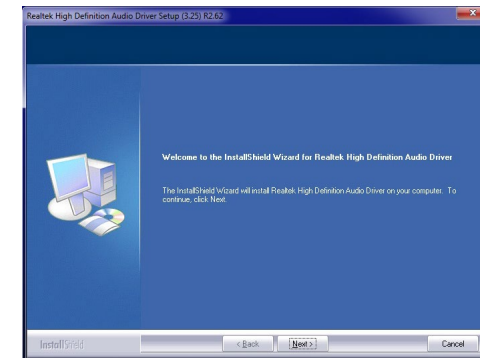 Realtek High Definition Audio Driver Setup (3.25) R2.62
Welcome to the InstallShield Wizard for Realtek High Definition Audio Driver
The InstallShield Wizard will install Realtek High Definition Audio Driver on your computer. To
continue, click Next.
InstallShield
< Back
Next >
Cancel